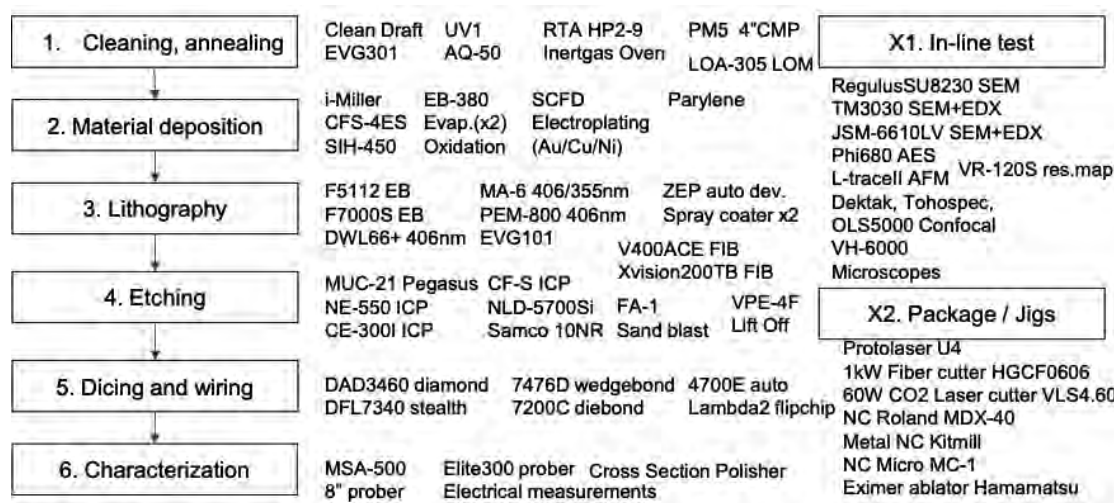 1. Cleaning, annealing
Clean Draft UV1 RTA HP2-9 PM5 4"CMP
EVG301 AQ-50 Inertgas Oven
LOA-305 LOM
2. Material deposition
i-Miller EB-380 SCFD Parylene
CFS-4ES Evap.(x2) Electroplating
SIH-450 Oxidation (Au/Cu/Ni)
3. Lithography
F5112 EB MA-6 406/355nm ZEP auto dev.
F7000S EB PEM-800 406nm Spray coater x2
DWL66+ 406nm EVG101
V400ACE FIB
Xvision200TB FIB
4. Etching
MUC-21 Pegasus CF-S ICP
NE-550 ICP NLD-5700Si FA-1 VPE-4F
CE-300I ICP Samco 10NR Sand blast Lift Off
5. Dicing and wiring
DAD3460 diamond 7476D wedgebond 4700E auto
DFL7340 stealth 7200C diebond Lambda2 flipchip
6. Characterization
MSA-500 Elite300 prober Cross Section Polisher
8" prober Electrical measurements
X1. In-line test
RegulusSU8230 SEM
TM3030 SEM+EDX
JSM-6610LV SEM+EDX
Phi680 AES
L-traceII AFM VR-120S res.map
Dektak, Tohospec,
OLS5000 Confocal
VH-6000
Microscopes
X2. Package / Jigs
Protolaser U4
1kW Fiber cutter HGCF0606
60W CO2 Laser cutter VLS4.60
NC Roland MDX-40
Metal NC Kitmill
NC Micro MC-1
Eximer ablator Hamamatsu